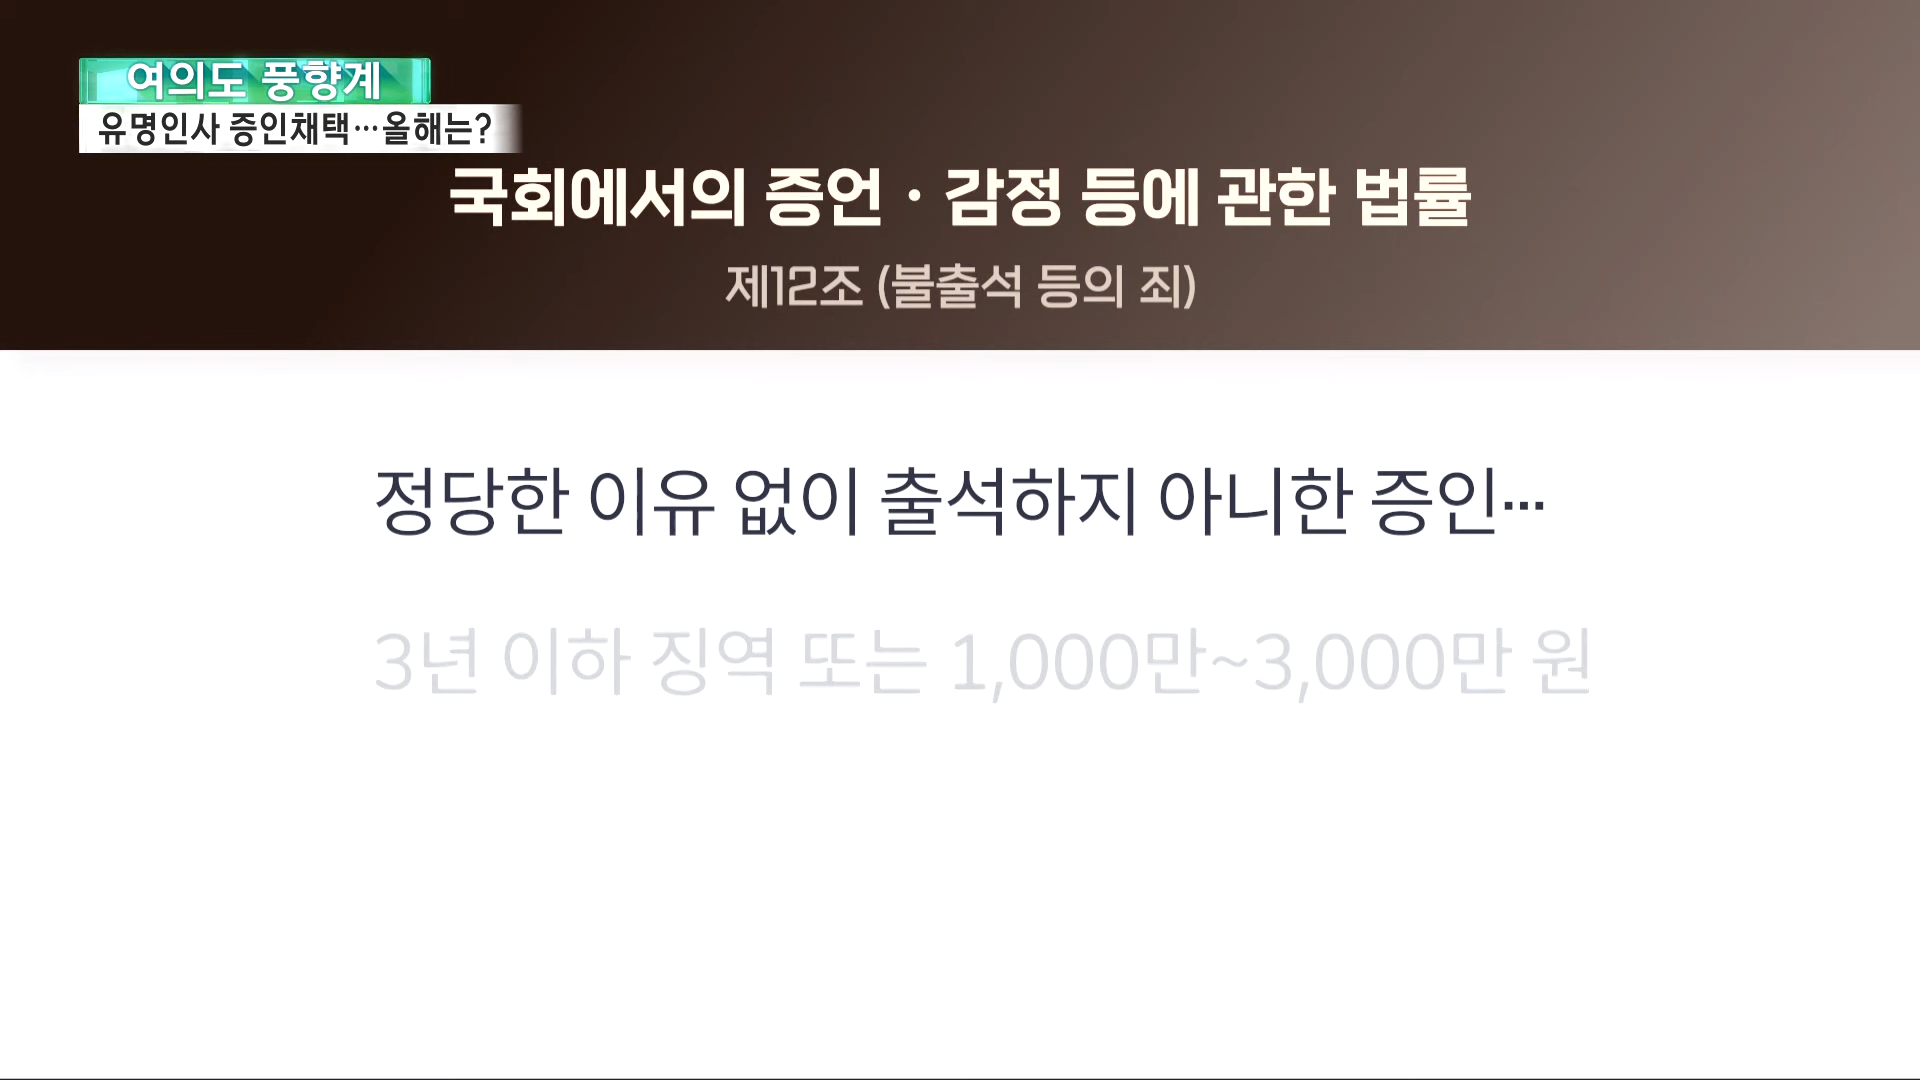 여의도 풍향계
유명인사 증인채택…올해는?
국회에서의 증언·감정 등에 관한 법률
제12조 (불출석 등의 죄)
정당한 이유 없이 출석하지 아니한 증인…
3년 이하 징역 또는 1,000만~3,000만 원